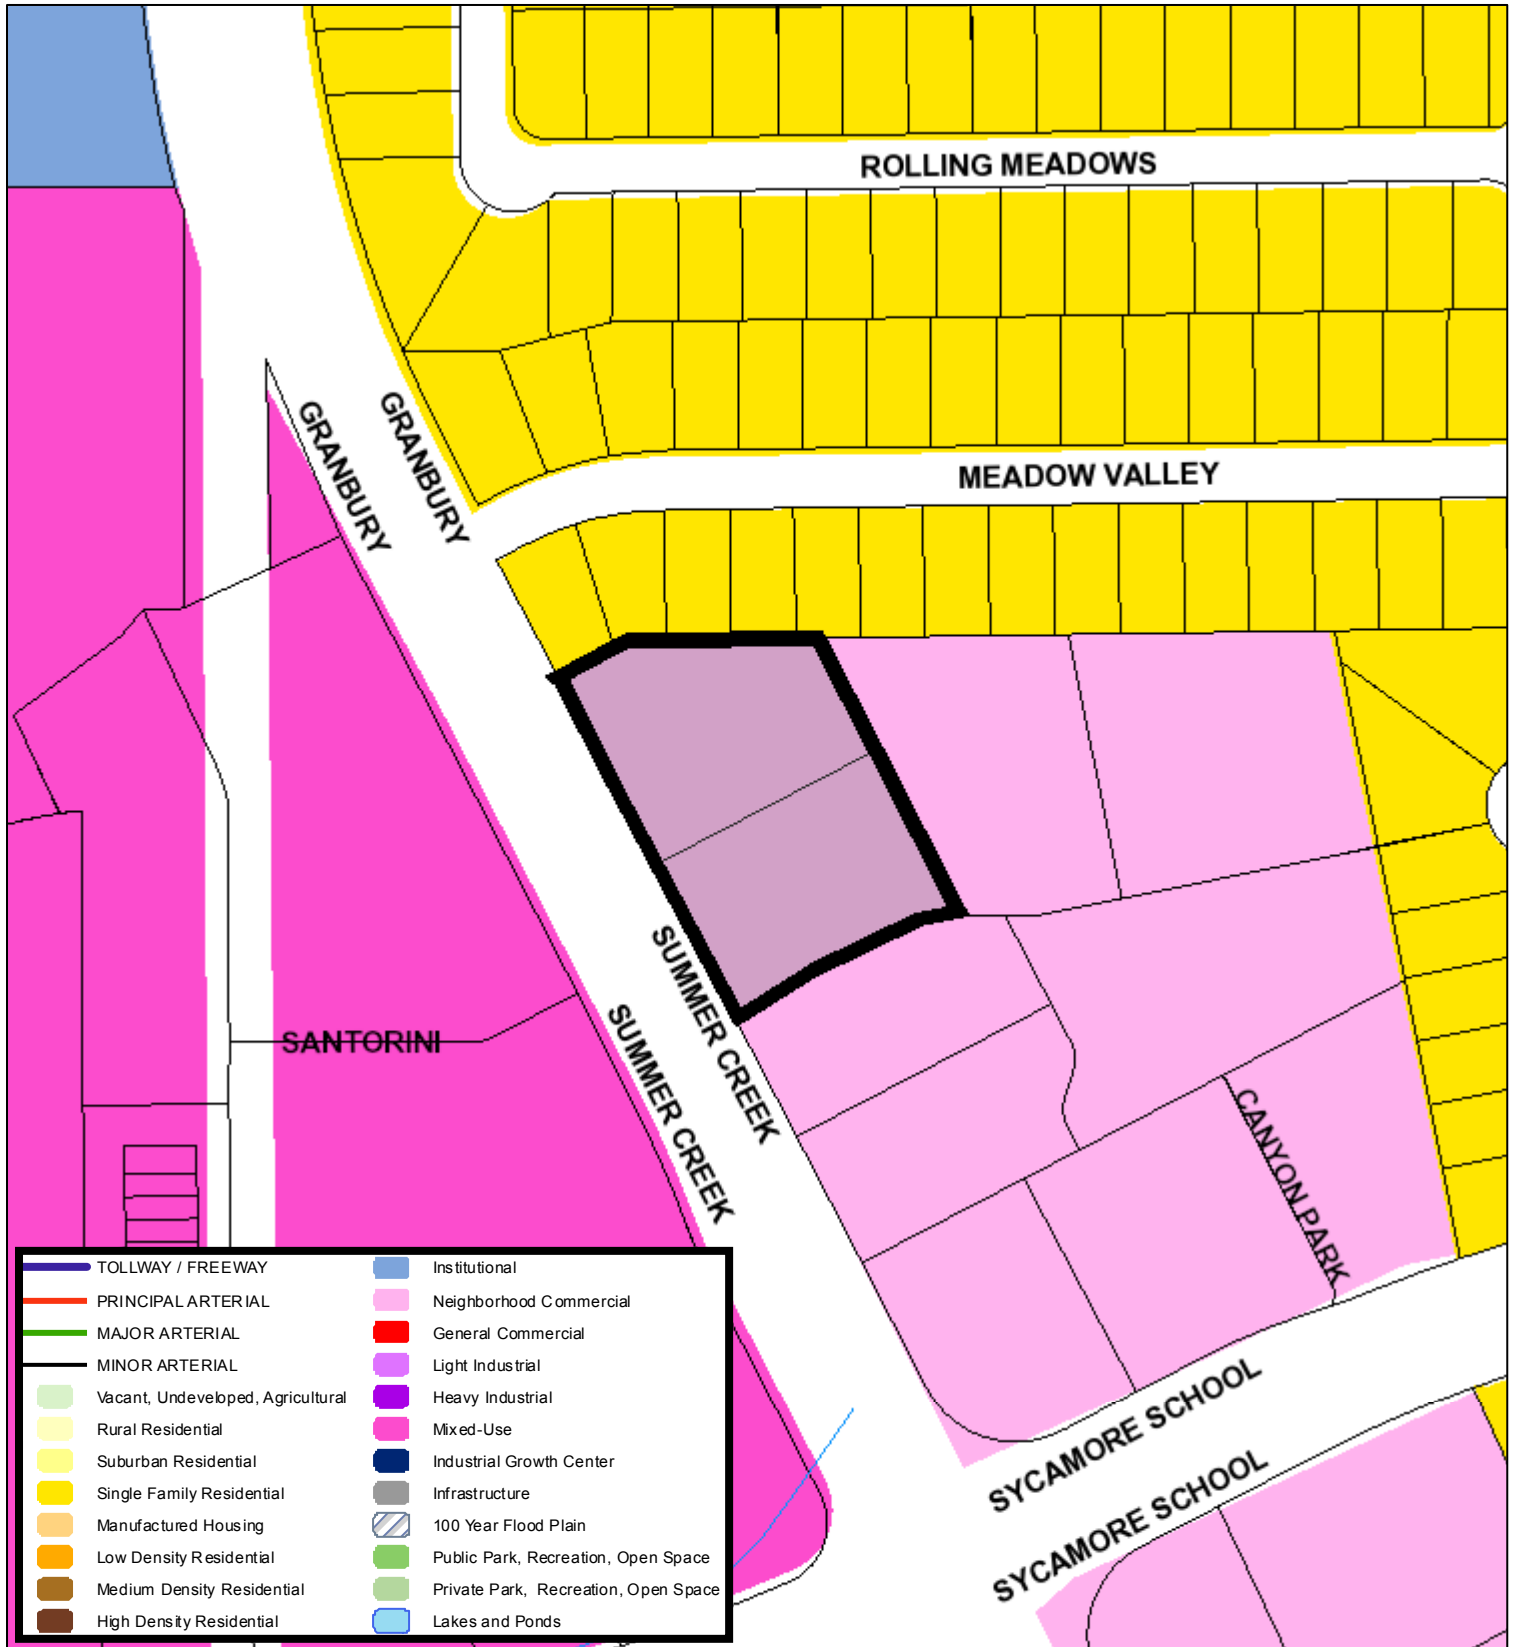 ROLLING MEADOWS
GRANBURY
GRANBURY
MEADOW VALLEY
SUMMER CREEK
SUMMER CREEK
SANTORINI
CANYON PARK
SYCAMORE SCHOOL
SYCAMORE SCHOOL
TOLLWAY / FREEWAY
PRINCIPAL ARTERIAL
MAJOR ARTERIAL
MINOR ARTERIAL
Vacant, Undeveloped, Agricultural
Rural Residential
Suburban Residential
Single Family Residential
Manufactured Housing
Low Density Residential
Medium Density Residential
High Density Residential
Institutional
Neighborhood Commercial
General Commercial
Light Industrial
Heavy Industrial
Mixed-Use
Industrial Growth Center
Infrastructure
100 Year Flood Plain
Public Park, Recreation, Open Space
Private Park, Recreation, Open Space
Lakes and Ponds